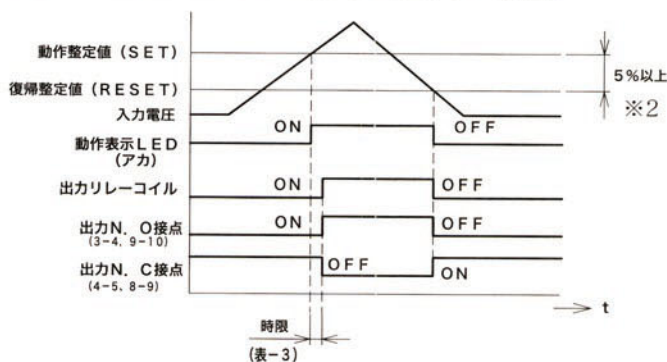 動作整定値(SET)
復帰整定値(RESET)
入力電圧
5%以上
※2
動作表示LED
(アカ)
ON
OFF
出力リレーコイル
ON
OFF
出力N．O接点
(3-4、9-10)
ON
OFF
出力N．C接点
(4-5、8-9)
OFF
ON
t
時限
(表-3)